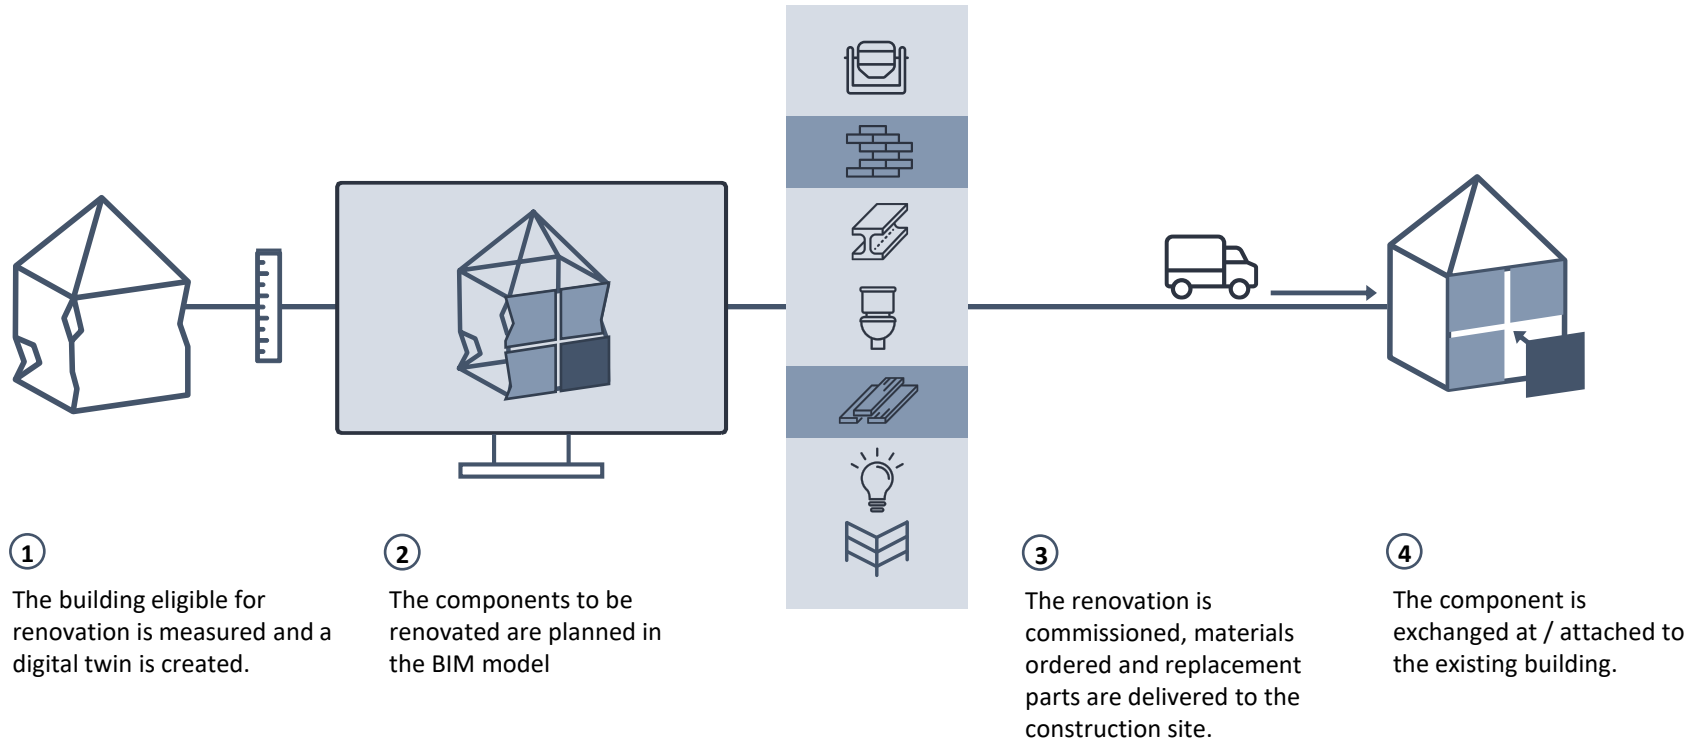 1
The building eligible for
renovation is measured and a
digital twin is created.
2
The components to be
renovated are planned in
the BIM model
3
The renovation is
commissioned, materials
ordered and replacement
parts are delivered to the
construction site.
4
The component is
exchanged at / attached to
the existing building.